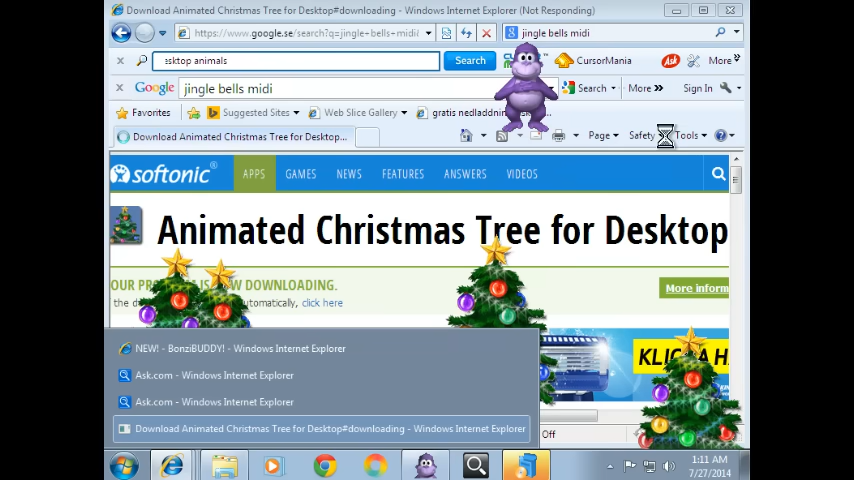 Download Animated Christmas Tree for Desktop#downloading - Windows Internet Explorer (Not Responding)
https://www.google.se/search?q=jingle+bells+midi&
jingle bells midi
sktop animals
Search
CursorMania
Ask
More
Google
jingle bells midi
Search
More
Sign In
Favorites
Suggested Sites
Web Slice Gallery
gratis nedladdnin
Download Animated Christmas Tree for Desktop...
Page
Safety
Tools
softonic
APPS
GAMES
NEWS
FEATURES
ANSWERS
VIDEOS
Animated Christmas Tree for Desktop
DOWNLOADING.
the d
utomatically, click here
More inform
NEW! - BonziBUDDY! - Windows Internet Explorer
Ask.com - Windows Internet Explorer
Ask.com - Windows Internet Explorer
Download Animated Christmas Tree for Desktop#downloading - Windows Internet Explorer
Off
1:11 AM
7/27/2014